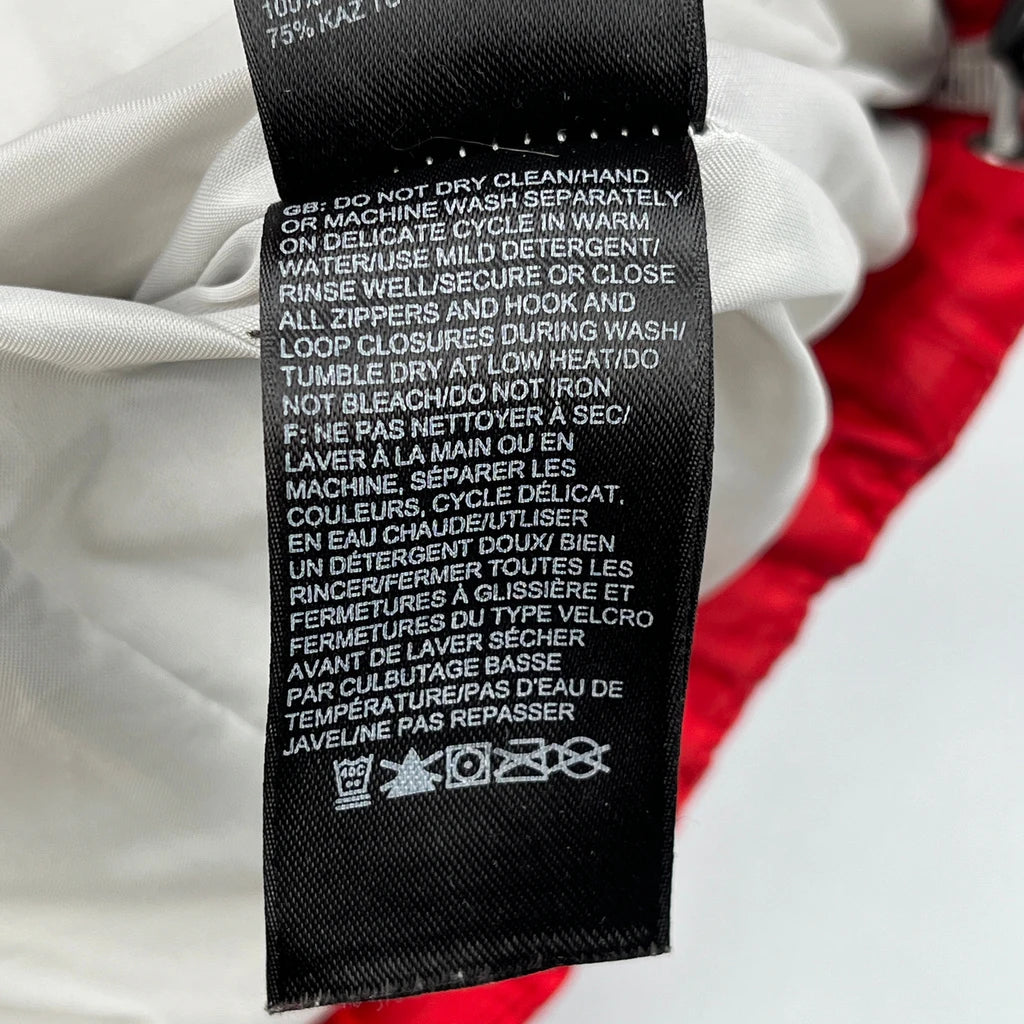 100%
75% KAZ TÜ
GB: DO NOT DRY CLEAN/HAND
OR MACHINE WASH SEPARATELY
ON DELICATE CYCLE IN WARM
WATER/USE MILD DETERGENT/
RINSE WELL/SECURE OR CLOSE
ALL ZIPPERS AND HOOK AND
LOOP CLOSURES DURING WASH/
TUMBLE DRY AT LOW HEAT/DO
NOT BLEACH/DO NOT IRON
F: NE PAS NETTOYER À SEC/
LAVER À LA MAIN OU EN
MACHINE, SÉPARER LES
COULEURS, CYCLE DÉLICAT,
EN EAU CHAUDE/UTLISER
UN DÉTERGENT DOUX/ BIEN
RINCER/FERMER TOUTES LES
FERMETURES À GLISSIÈRE ET
FERMETURES DU TYPE VELCRO
AVANT DE LAVER SÉCHER
PAR CULBUTAGE BASSE
TEMPÉRATURE/PAS D'EAU DE
JAVEL/NE PAS REPASSER